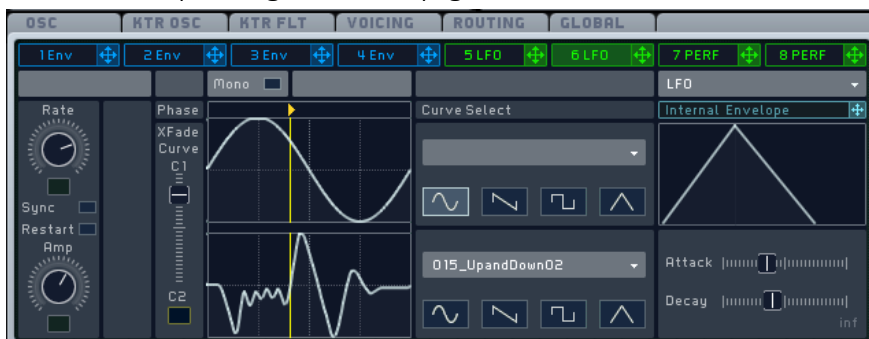 OSC KTR OSC KTR FLT VOICING ROUTING GLOBAL
1Env 2Env 3Env 4Env 5LFO 6LFO 7PERF 8PERF
Mono LFO
Rate Phase Curve Select Internal Envelope
XFade
Curve
C1
Sync
Restart
Amp
015_UpandDown02 Attack
C2 Decay
inf